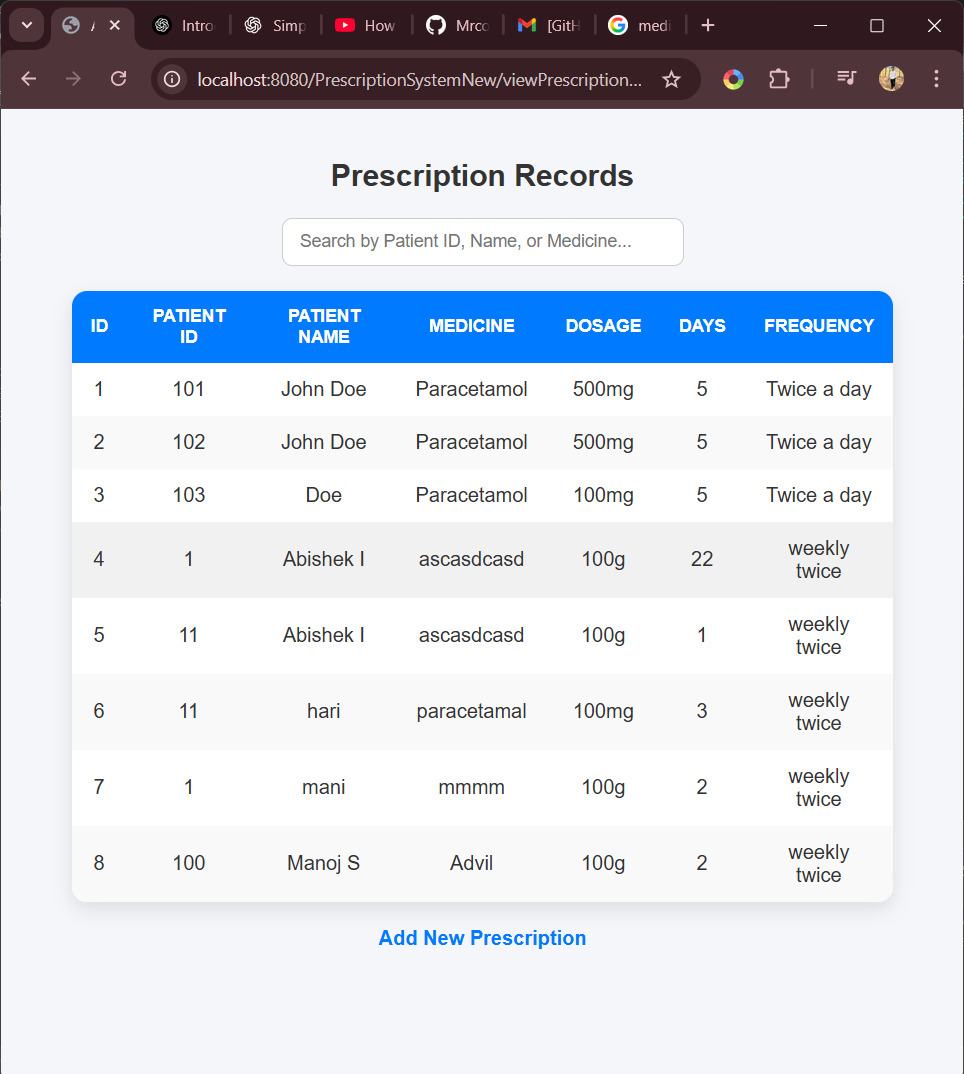 Intro
Simp
How
Mrco
[GitH
medi
localhost:8080/PrescriptionSystemNew/viewPrescription...
Prescription Records
Search by Patient ID, Name, or Medicine...
ID PATIENT ID PATIENT NAME MEDICINE DOSAGE DAYS FREQUENCY
1 101 John Doe Paracetamol 500mg 5 Twice a day
2 102 John Doe Paracetamol 500mg 5 Twice a day
3 103 Doe Paracetamol 100mg 5 Twice a day
4 1 Abishek I ascasdcasd 100g 22 weekly twice
5 11 Abishek I ascasdcasd 100g 1 weekly twice
6 11 hari paracetamal 100mg 3 weekly twice
7 1 mani mmmm 100g 2 weekly twice
8 100 Manoj S Advil 100g 2 weekly twice
Add New Prescription